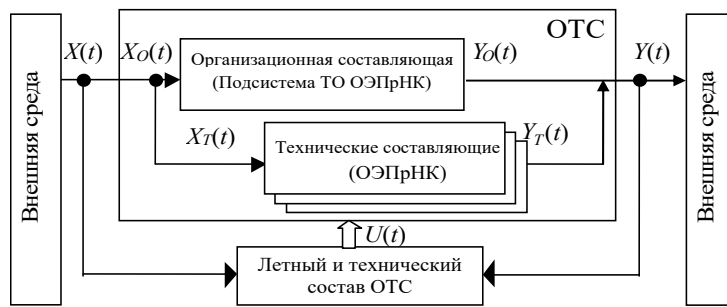 ОТС
X(t)
X_O(t)
Организационная составляющая
(Подсистема ТО ОЭПрНК)
Y_O(t)
Y(t)
Внешняя среда
X_T(t)
Технические составляющие
(ОЭПрНК)
Y_T(t)
Внешняя среда
U(t)
Летный и технический
состав ОТС